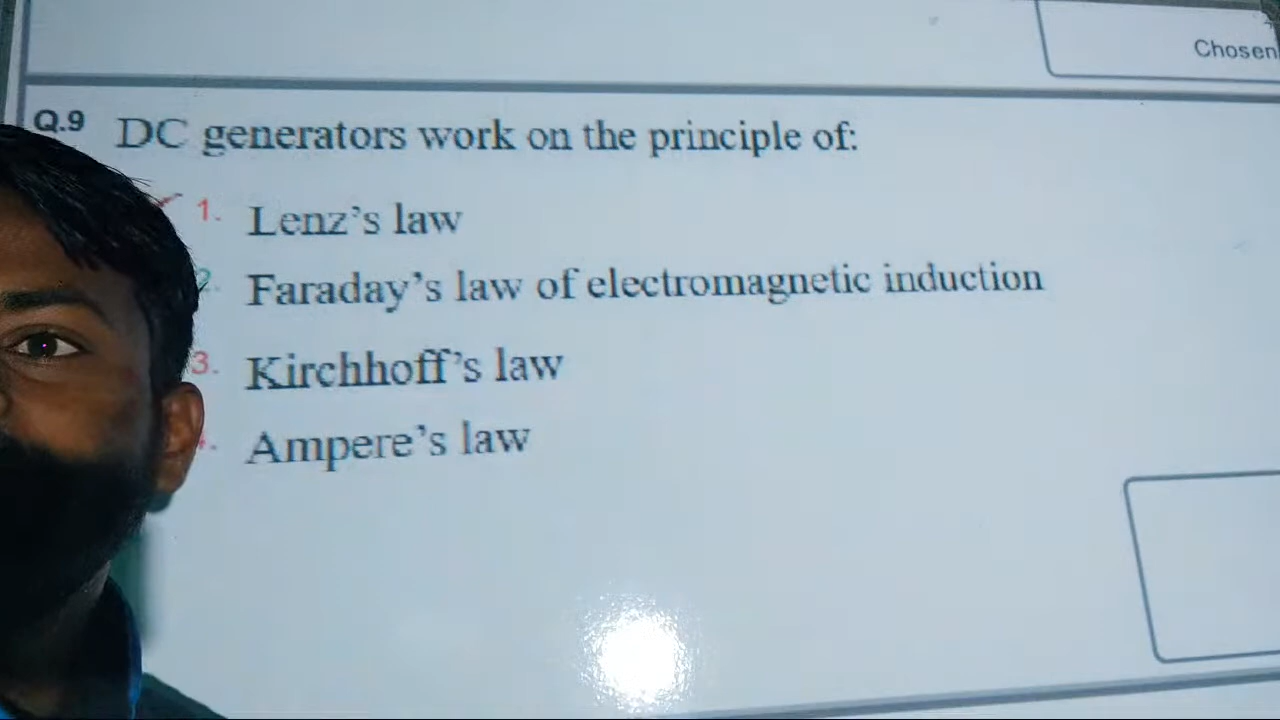 Chosen
Q.9 DC generators work on the principle of:
1. Lenz's law
2. Faraday's law of electromagnetic induction
3. Kirchhoff's law
Ampere's law